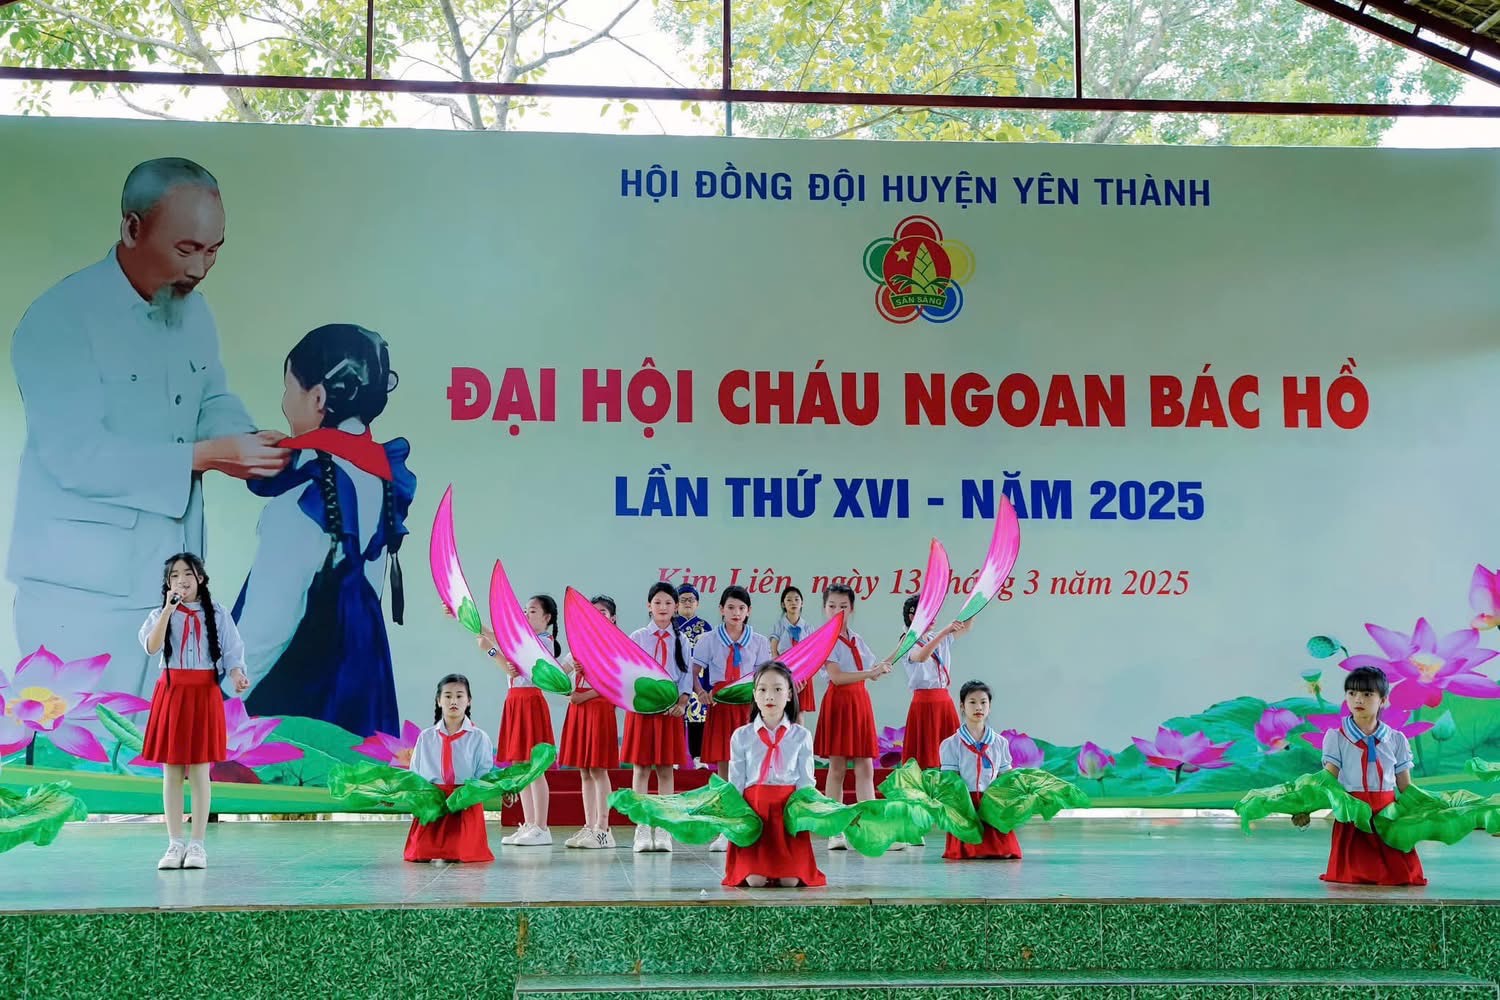 HỘI ĐỒNG ĐỘI HUYỆN YÊN THÀNH
SẴN SÀNG
ĐẠI HỘI CHÁU NGOAN BÁC HỒ
LẦN THỨ XVI - NĂM 2025
Kim Liên, ngày 13 tháng 3 năm 2025